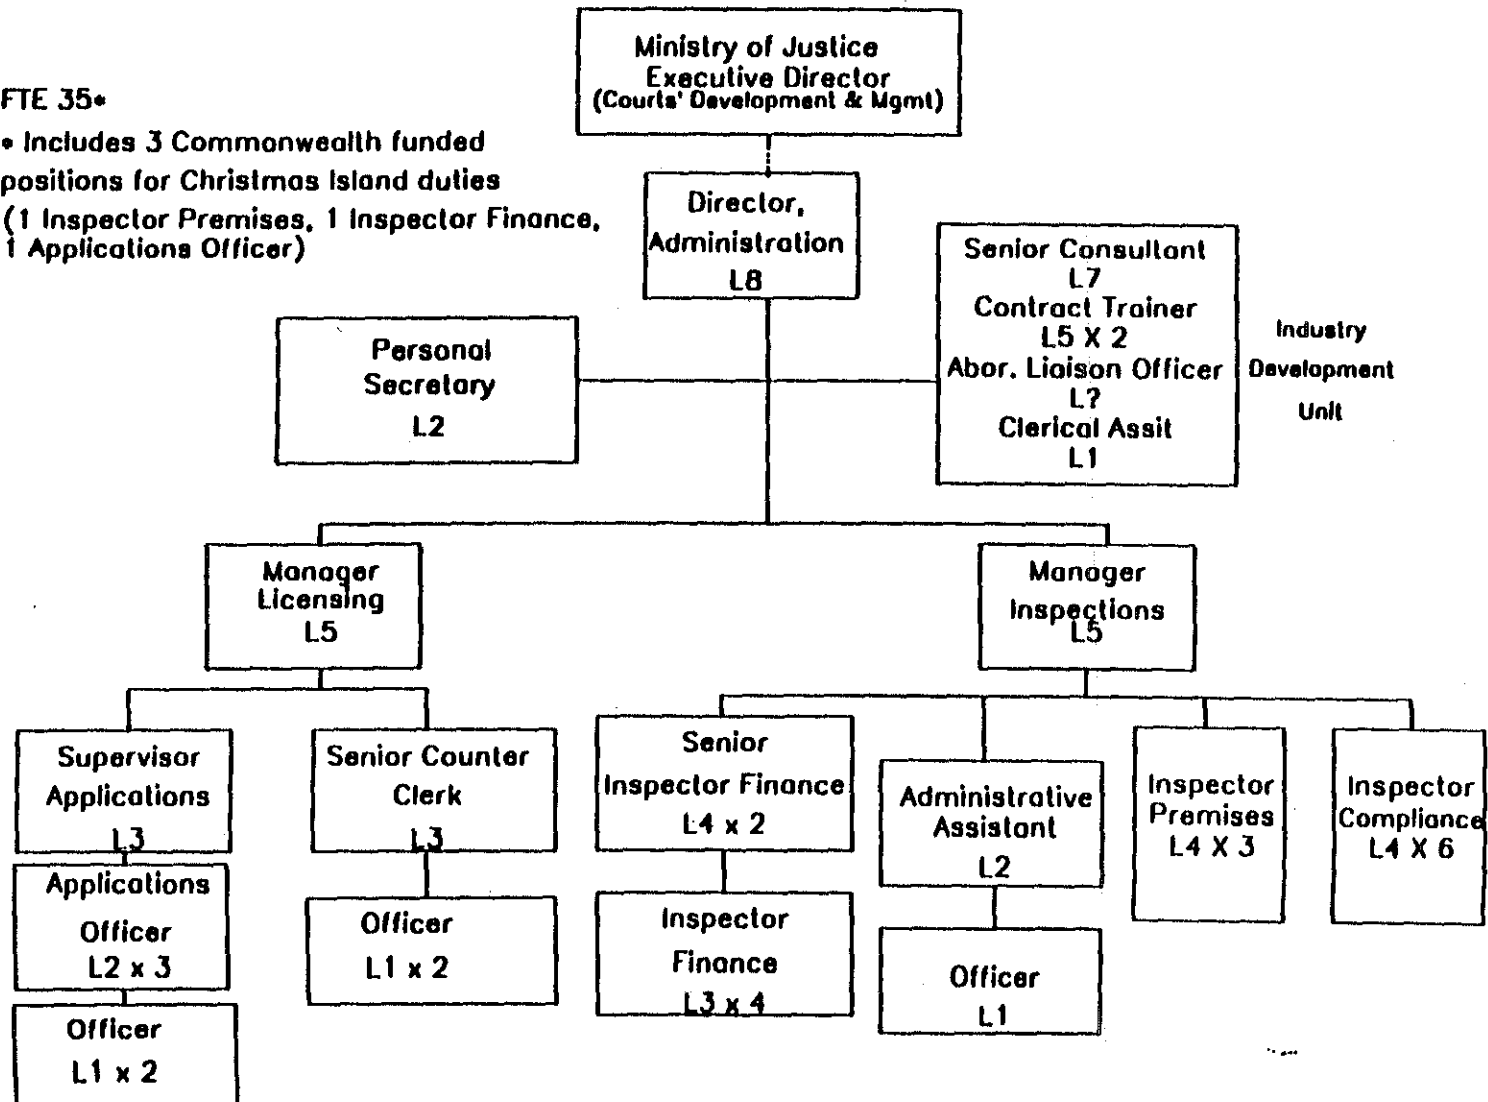 Ministry of Justice
Executive Director
(Courts' Development & Mgmt)
FTE 35*
* Includes 3 Commonwealth funded
positions for Christmas Island duties
(1 Inspector Premises, 1 Inspector Finance,
1 Applications Officer)
Director,
Administration
L8
Personal
Secretary
L2
Senior Consultant
L7
Contract Trainer
L5 X 2
Abor. Liaison Officer
L?
Clerical Assit
L1
Industry
Development
Unit
Manager
Licensing
L5
Manager
Inspections
L5
Supervisor
Applications
L3
Senior Counter
Clerk
L3
Senior
Inspector Finance
L4 x 2
Administrative
Assistant
L2
Inspector
Premises
L4 X 3
Inspector
Compliance
L4 X 6
Applications
Officer
L2 x 3
Officer
L1 x 2
Inspector
Finance
L3 x 4
Officer
L1
Officer
L1 x 2